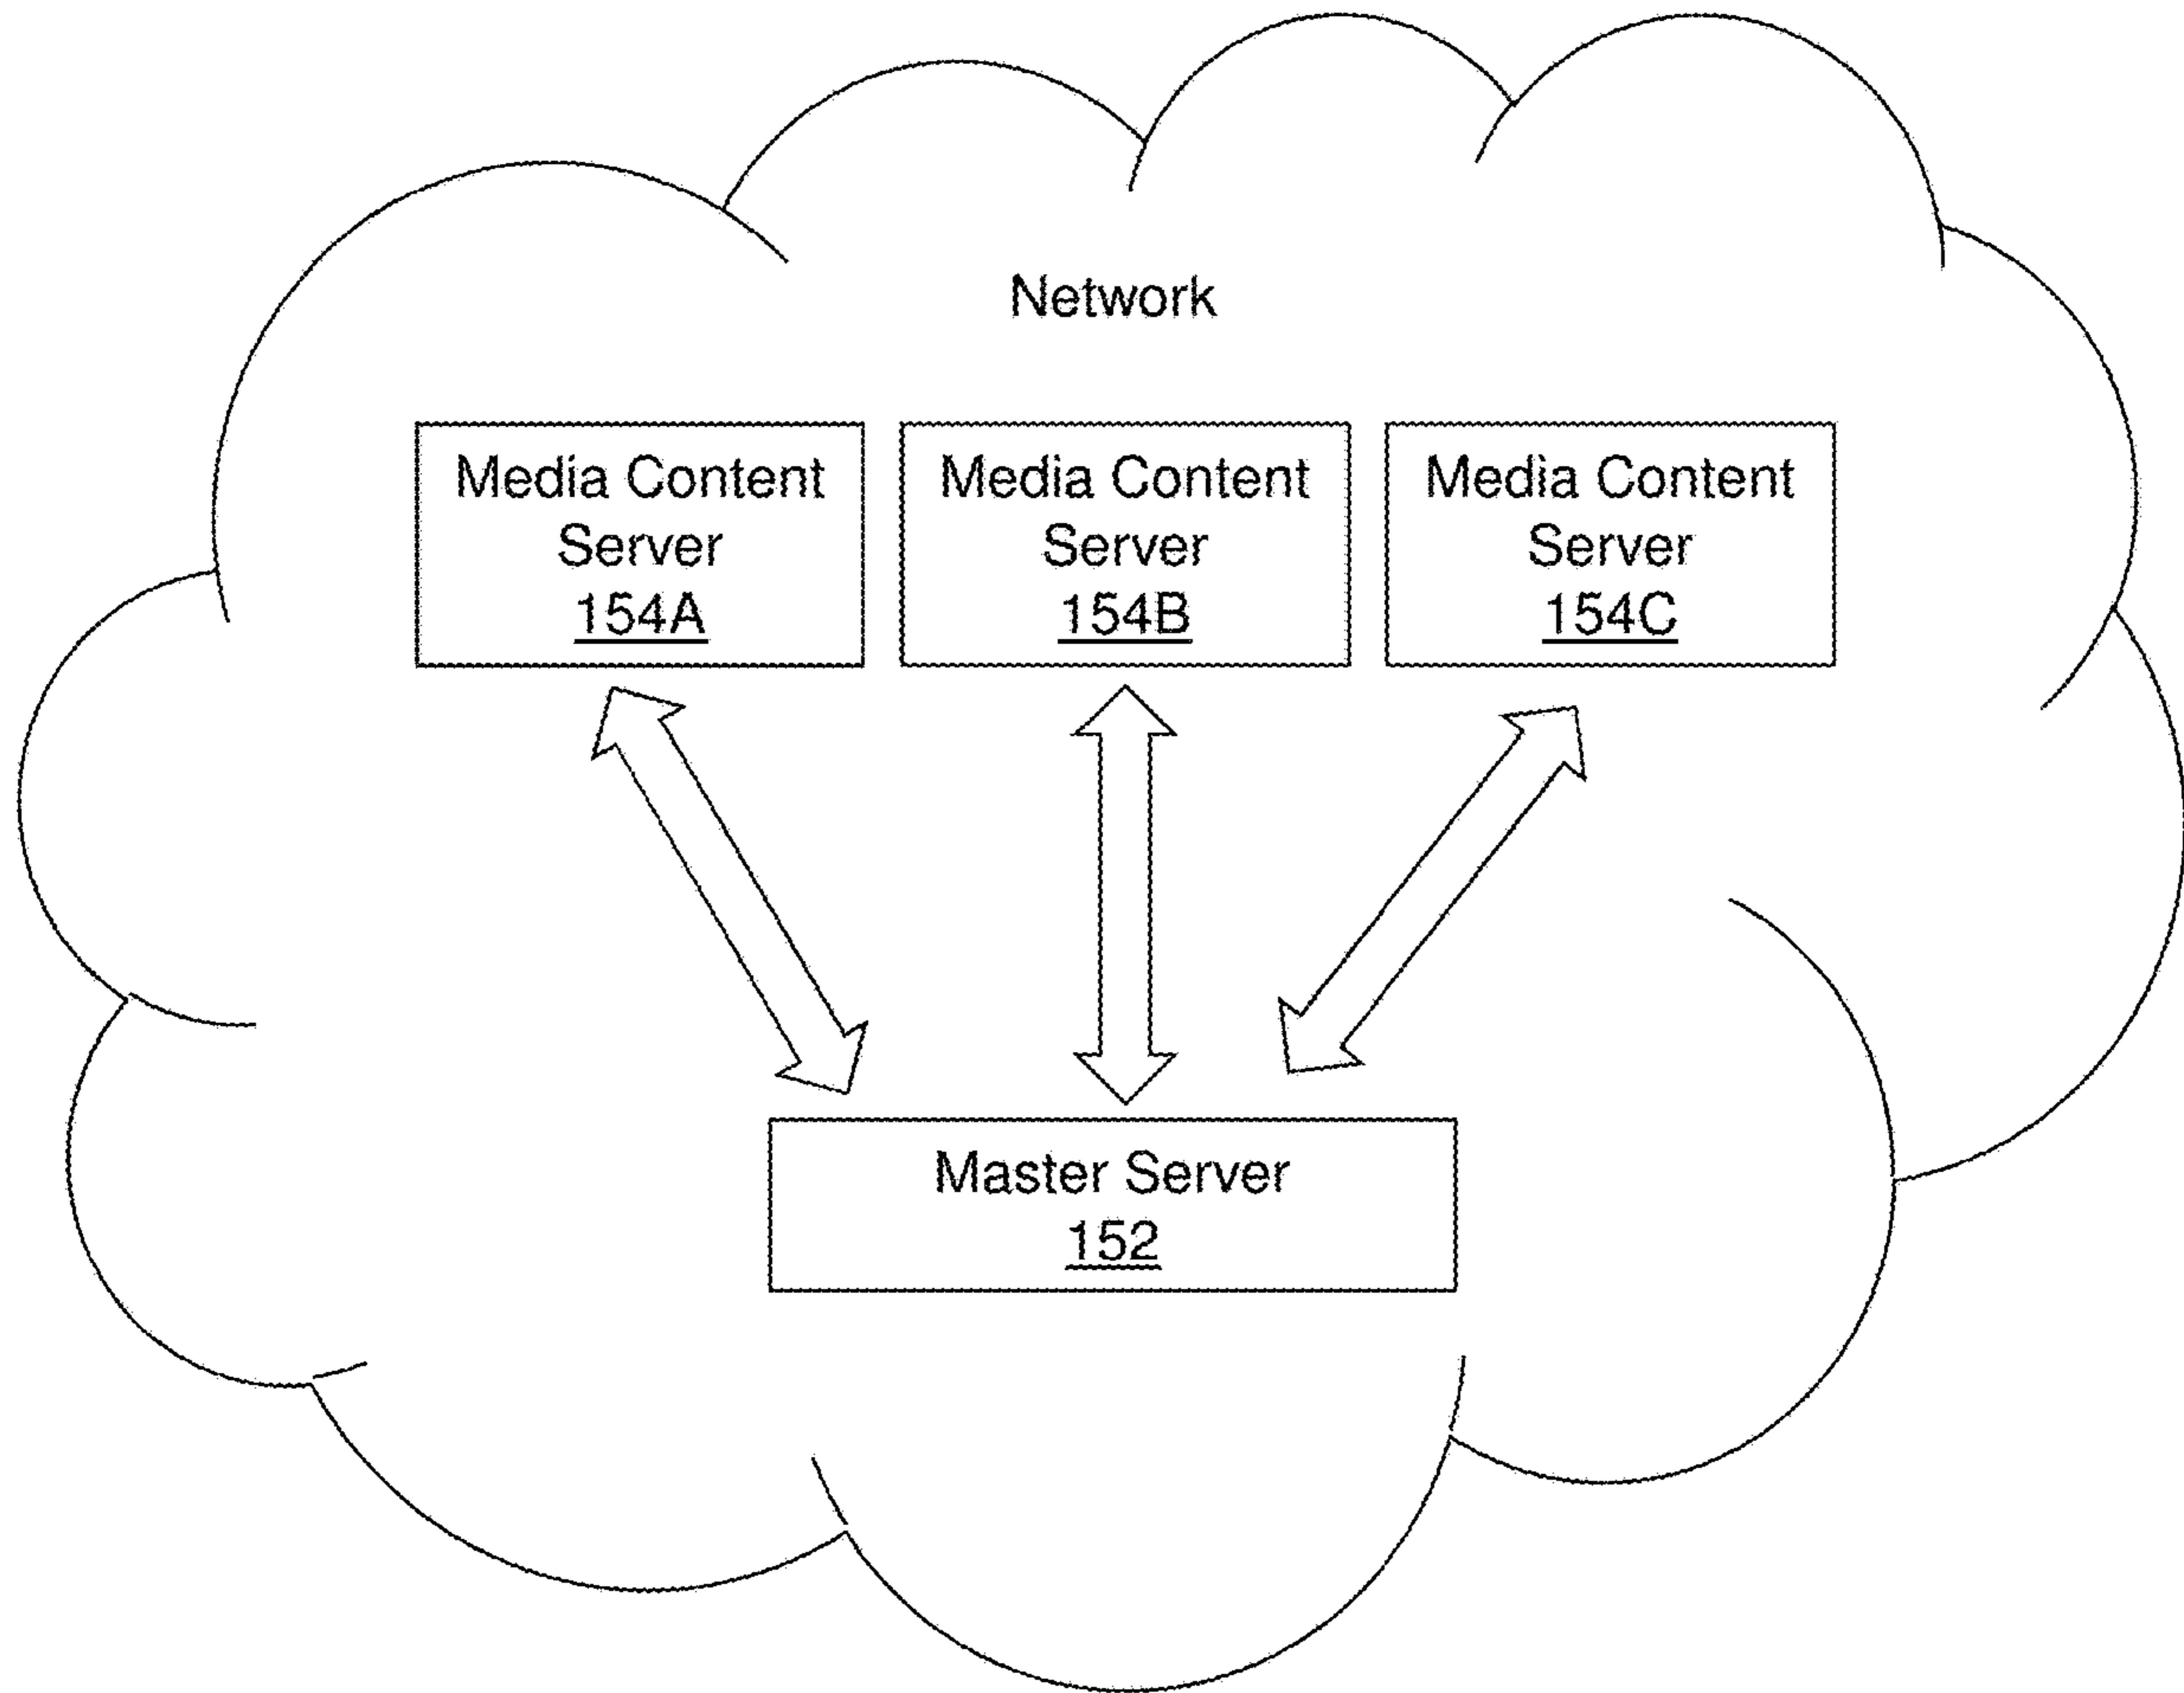 Network
Media Content
Server
154A
Media Content
Server
154B
Media Content
Server
154C
Master Server
152